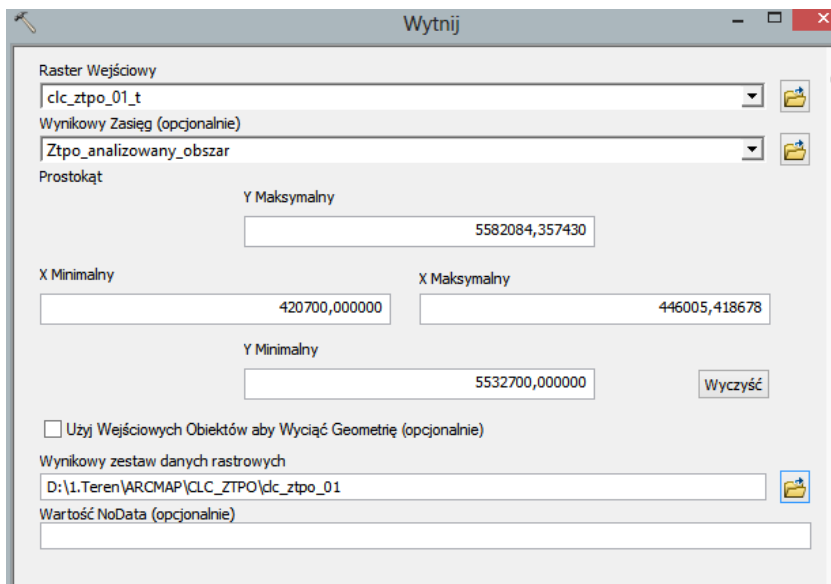 Wytnij
Raster Wejściowy
clc_ztpo_01_t
Wynikowy Zasięg (opcjonalnie)
Ztpo_analizowany_obszar
Prostokąt
Y Maksymalny
5582084,357430
X Minimalny
X Maksymalny
420700,000000
446005,418678
Y Minimalny
5532700,000000
Wyczyść
Użyj Wejściowych Obiektów aby Wyciąć Geometrię (opcjonalnie)
Wynikowy zestaw danych rastrowych
D:\1.Teren\ARCMAP\CLC_ZTPO\clc_ztpo_01
Wartość NoData (opcjonalnie)